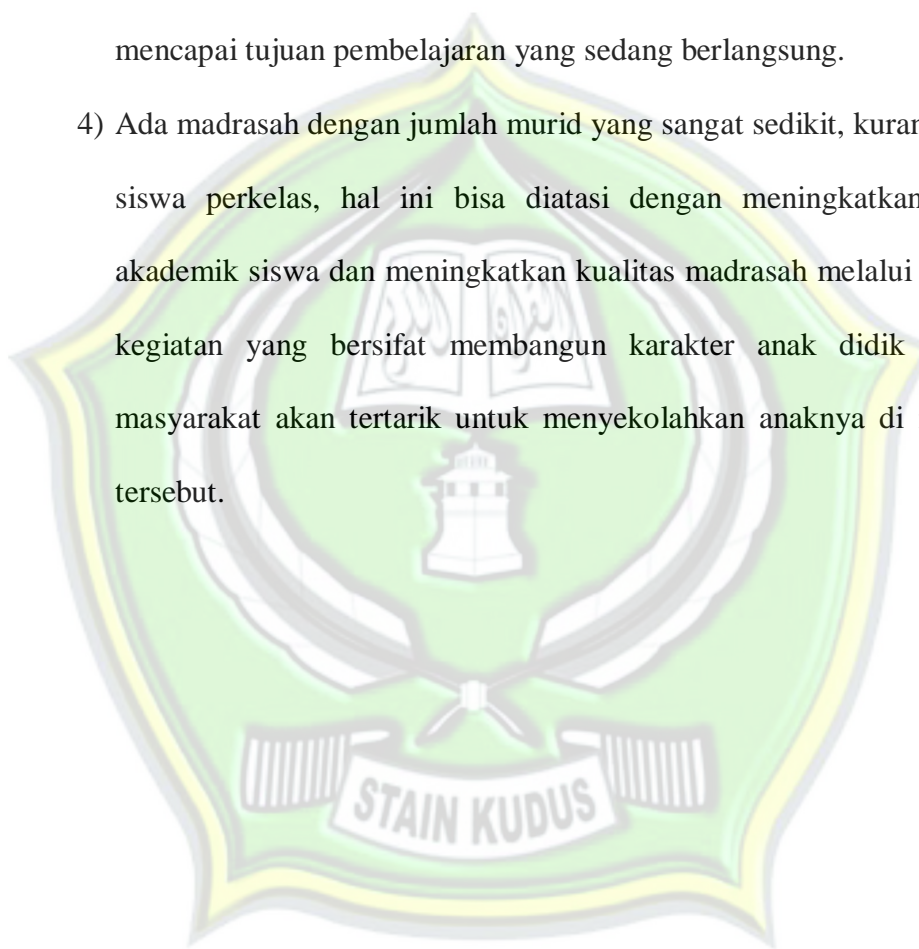 mencapai tujuan pembelajaran yang sedang berlangsung.
4) Ada madrasah dengan jumlah murid yang sangat sedikit,
siswa perkelas, hal ini bisa diatasi dengan meningkatkan
akademik siswa dan meningkatkan kualitas madrasah melalui
kegiatan yang bersifat membangun karakter anak didik
masyarakat akan tertarik untuk menyekolahkan anaknya di
tersebut.
STAIN KUDUS